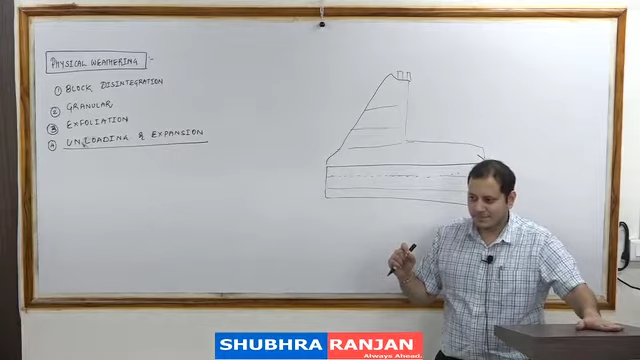 PHYSICAL WEATHERING :-
① BLOCK DISINTEGRATION
② GRANULAR
③ EXFOLIATION
④ UNLOADING & EXPANSION
SHUBHRA RANJAN
Always Ahead.